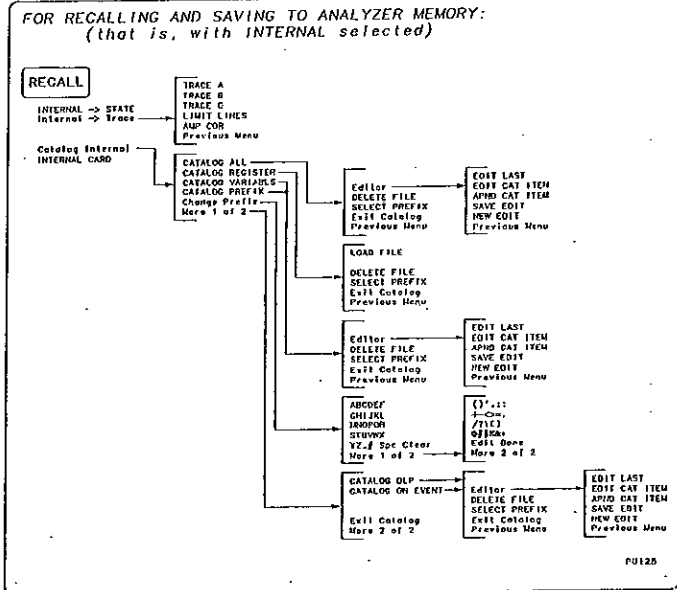 FOR RECALLING AND SAVING TO ANALYZER MEMORY:
(that is, with INTERNAL selected)
RECALL
INTERNAL -> STATE
Internal -> Trace
TRACE A
TRACE B
TRACE C
LIMIT LINES
AMP COR
Previous Menu
Catalog Internal
INTERNAL CARD
CATALOG ALL
CATALOG REGISTER
CATALOG VARIABLS
CATALOG PREFIX
Change Prefix
More 1 of 2
Editor
DELETE FILE
SELECT PREFIX
Exit Catalog
Previous Menu
EDIT LAST
EDIT CAT ITEM
APND CAT ITEM
SAVE EDIT
NEW EDIT
Previous Menu
LOAD FILE
DELETE FILE
SELECT PREFIX
Exit Catalog
Previous Menu
Editor
DELETE FILE
SELECT PREFIX
Exit Catalog
Previous Menu
EDIT LAST
EDIT CAT ITEM
APND CAT ITEM
SAVE EDIT
NEW EDIT
Previous Menu
ABCDEF
GHIJKL
MNOPQR
STUVWX
YZ_# Spc Clear
More 1 of 2
Edit Done
More 2 of 2
CATALOG DLP
CATALOG ON EVENT
Exit Catalog
More 2 of 2
Editor
DELETE FILE
SELECT PREFIX
Exit Catalog
Previous Menu
EDIT LAST
EDIT CAT ITEM
APND CAT ITEM
SAVE EDIT
NEW EDIT
Previous Menu
PU128